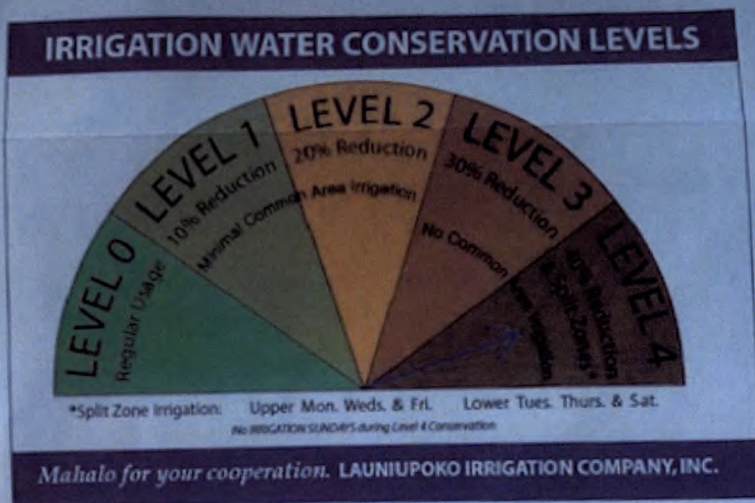 IRRIGATION WATER CONSERVATION LEVELS
LEVEL 0
Regular Usage
LEVEL 1
10% Reduction
LEVEL 2
20% Reduction
Minimal Common Area Irrigation
LEVEL 3
30% Reduction
LEVEL 4
40% Reduction
& Split Zones*
No Common Area Irrigation
*Split Zone Irrigation: Upper Mon. Weds. & Fri. Lower Tues. Thurs. & Sat.
No IRRIGATION SUNDAYS during Level 4 Conservation
Mahalo for your cooperation. LAUNIUPOKO IRRIGATION COMPANY, INC.